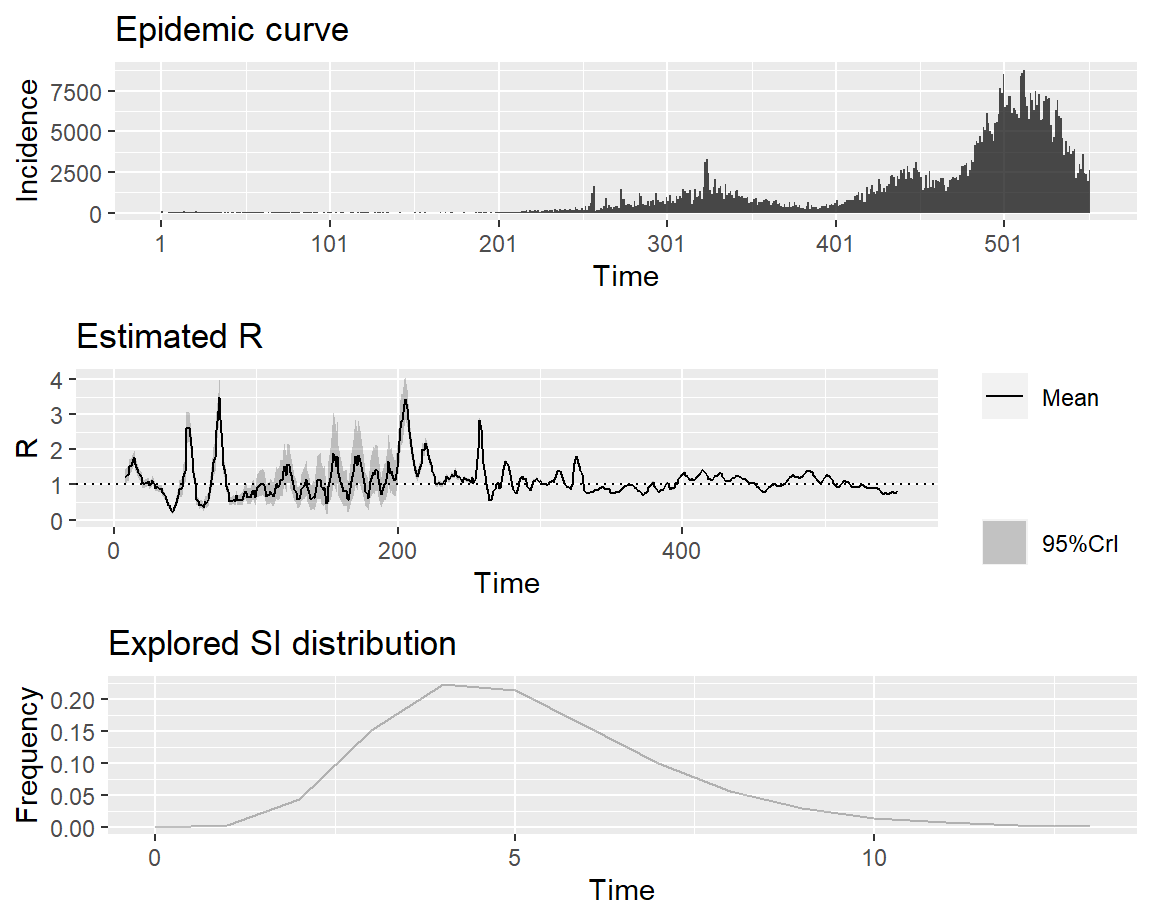 Epidemic curve
Incidence
7500
5000
2500
0
1 101 201 301 401 501
Time
Estimated R
R
4
3
2
1
0
0 200 400
Time
Mean
95%CrI
Explored SI distribution
Frequency
0.20
0.15
0.10
0.05
0.00
0 5 10
Time